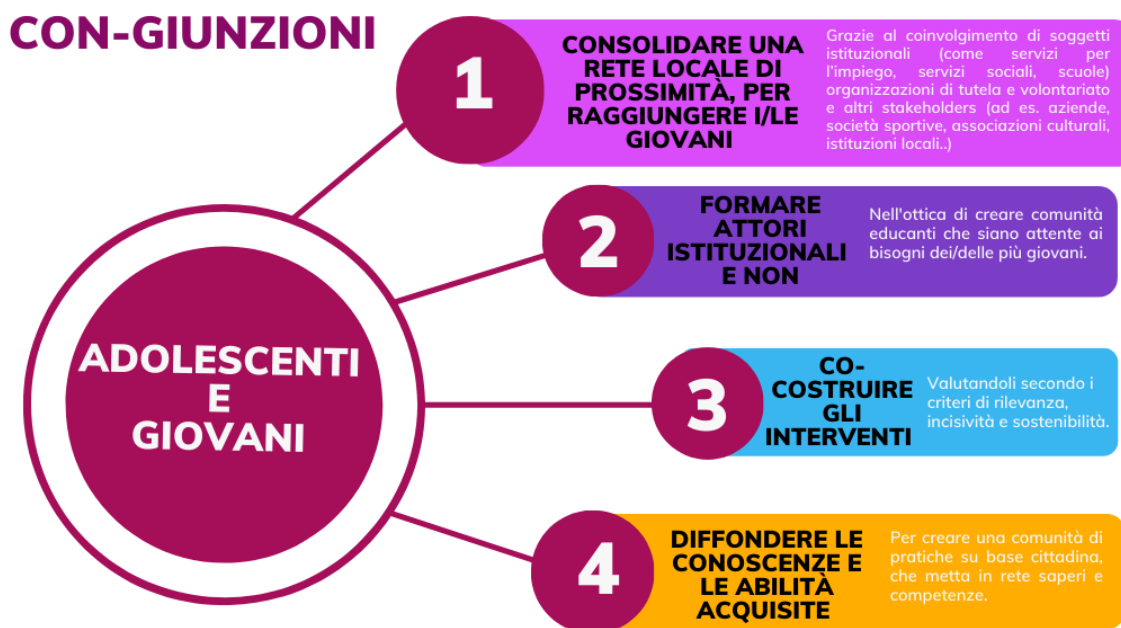 CON-GIUNZIONI
ADOLESCENTI
E
GIOVANI
1
CONSOLIDARE UNA
RETE LOCALE DI
PROSSIMITÀ, PER
RAGGIUNGERE I/LE
GIOVANI
Grazie al coinvolgimento di soggetti
istituzionali (come servizi per
l'impiego, servizi sociali, scuole)
organizzazioni di tutela e volontariato
e altri stakeholders (ad es. aziende,
società sportive, associazioni culturali,
istituzioni locali..)
2
FORMARE
ATTORI
ISTITUZIONALI
E NON
Nell'ottica di creare comunità
educanti che siano attente ai
bisogni dei/delle più giovani.
3
CO-
COSTRUIRE
GLI
INTERVENTI
Valutandoli secondo i
criteri di rilevanza,
incisività e sostenibilità.
4
DIFFONDERE LE
CONOSCENZE E
LE ABILITÀ
ACQUISITE
Per creare una comunità di
pratiche su base cittadina,
che metta in rete saperi e
competenze.